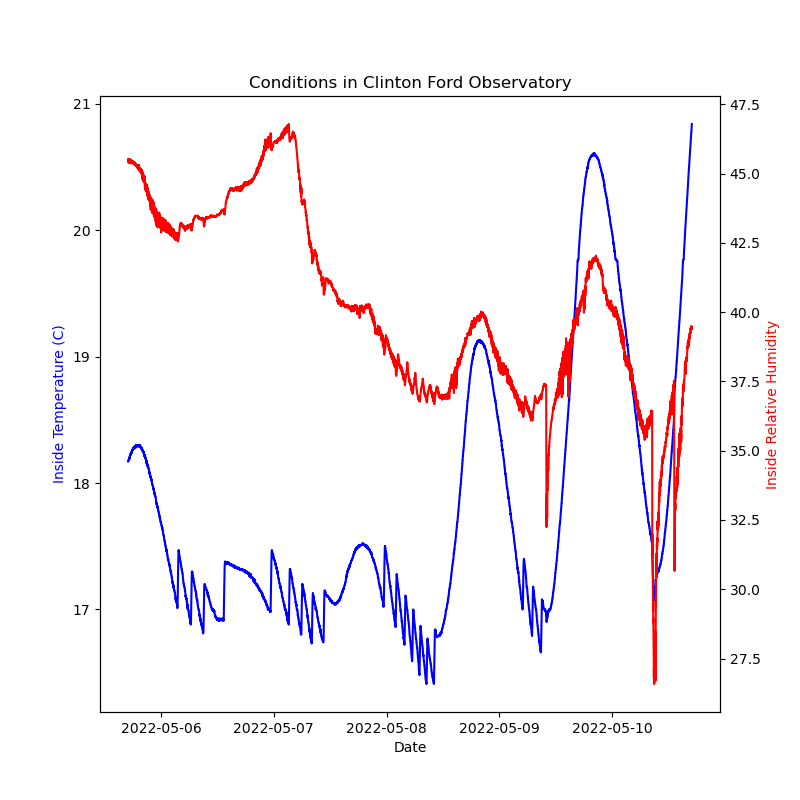 Conditions in Clinton Ford Observatory
21
20
19
18
17
Inside Temperature (C)
47.5
45.0
42.5
40.0
37.5
35.0
32.5
30.0
27.5
Inside Relative Humidity
2022-05-06 2022-05-07 2022-05-08 2022-05-09 2022-05-10
Date